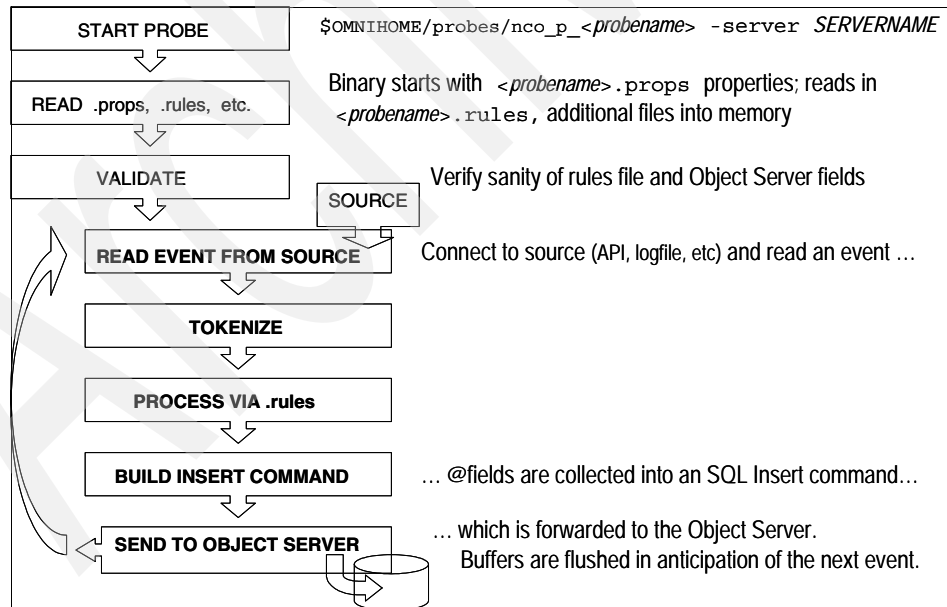 START PROBE
$OMNIHOME/probes/nco_p_<probename> -server SERVERNAME
READ .props, .rules, etc.
Binary starts with <probename>.props properties; reads in
<probename>.rules, additional files into memory
VALIDATE
Verify sanity of rules file and Object Server fields
SOURCE
READ EVENT FROM SOURCE
Connect to source (API, logfile, etc) and read an event …
TOKENIZE
PROCESS VIA .rules
BUILD INSERT COMMAND
… @fields are collected into an SQL Insert command…
SEND TO OBJECT SERVER
… which is forwarded to the Object Server.
Buffers are flushed in anticipation of the next event.